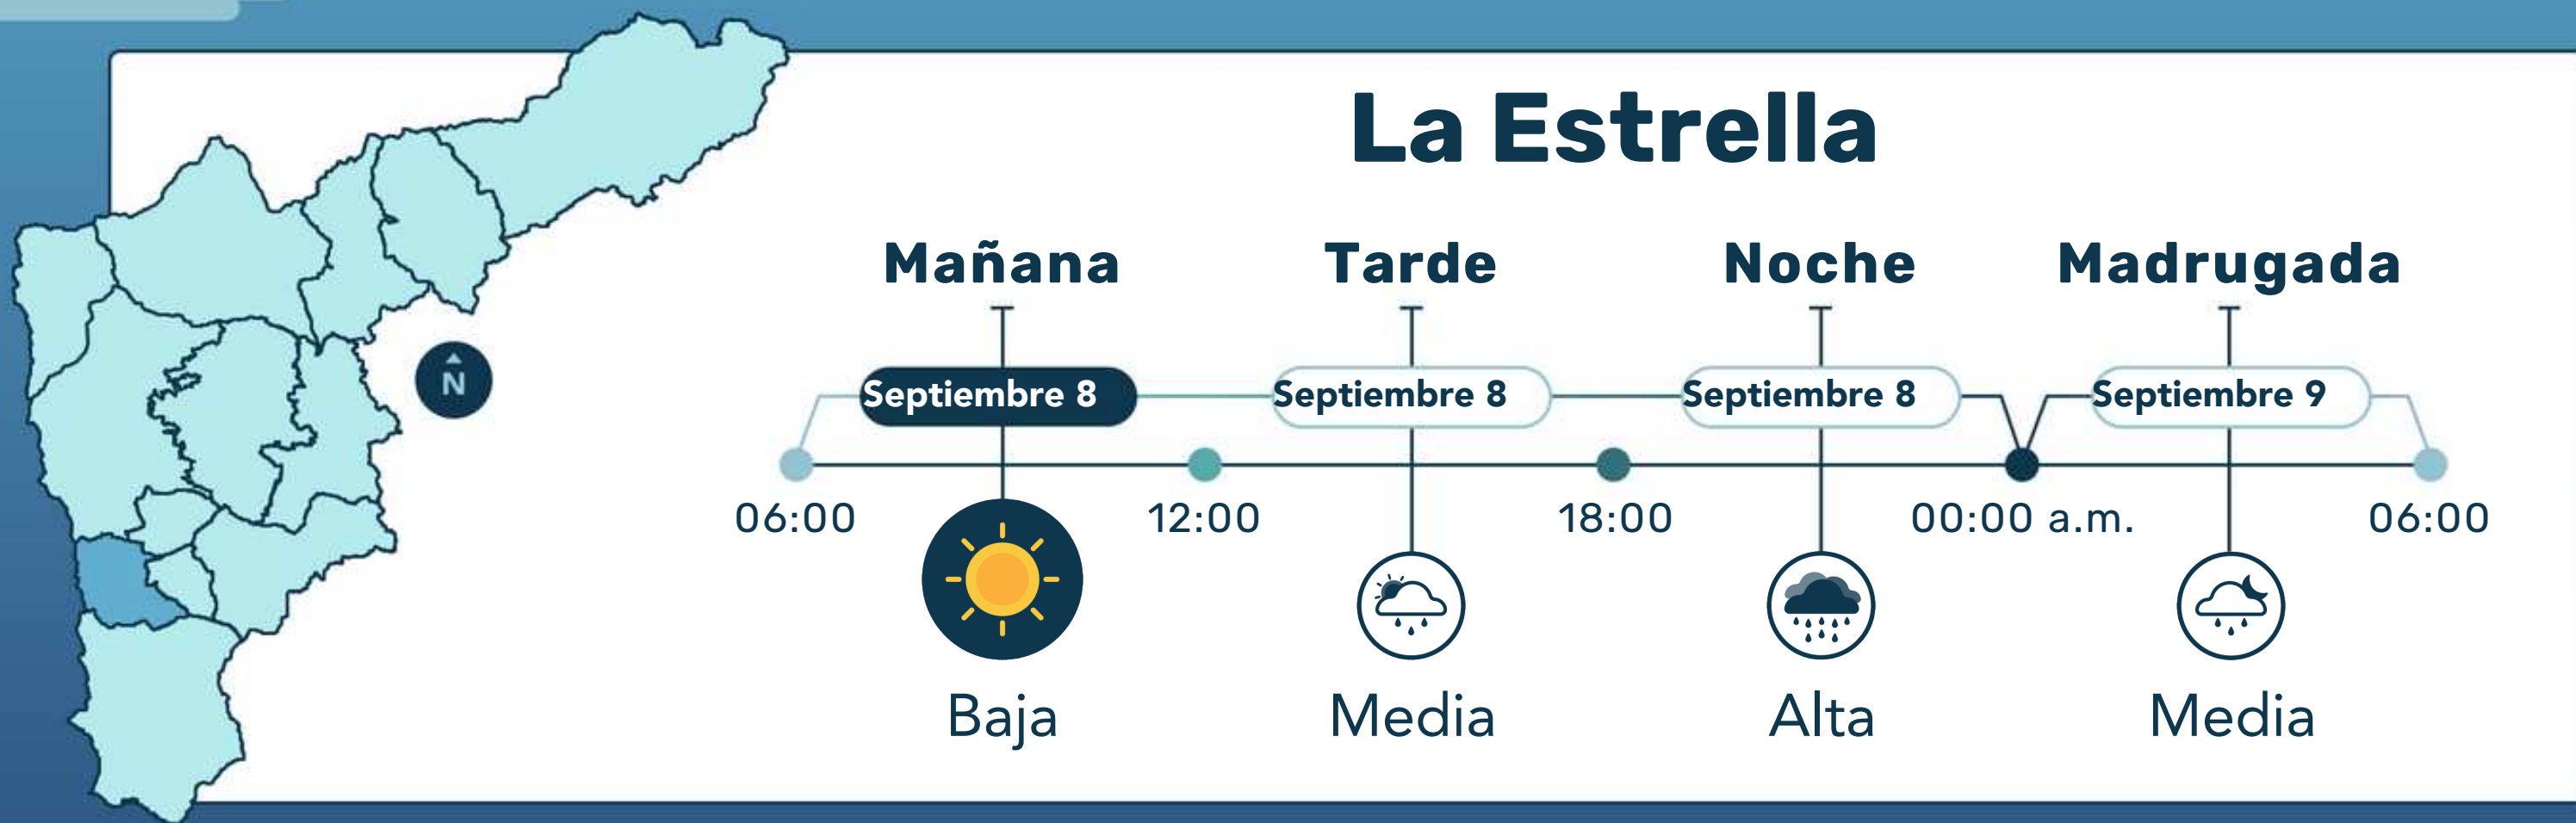 La Estrella
Mañana Tarde Noche Madrugada
Septiembre 8 Septiembre 8 Septiembre 8 Septiembre 9
N
06:00 12:00 18:00 00:00 a.m. 06:00
Baja Media Alta Media